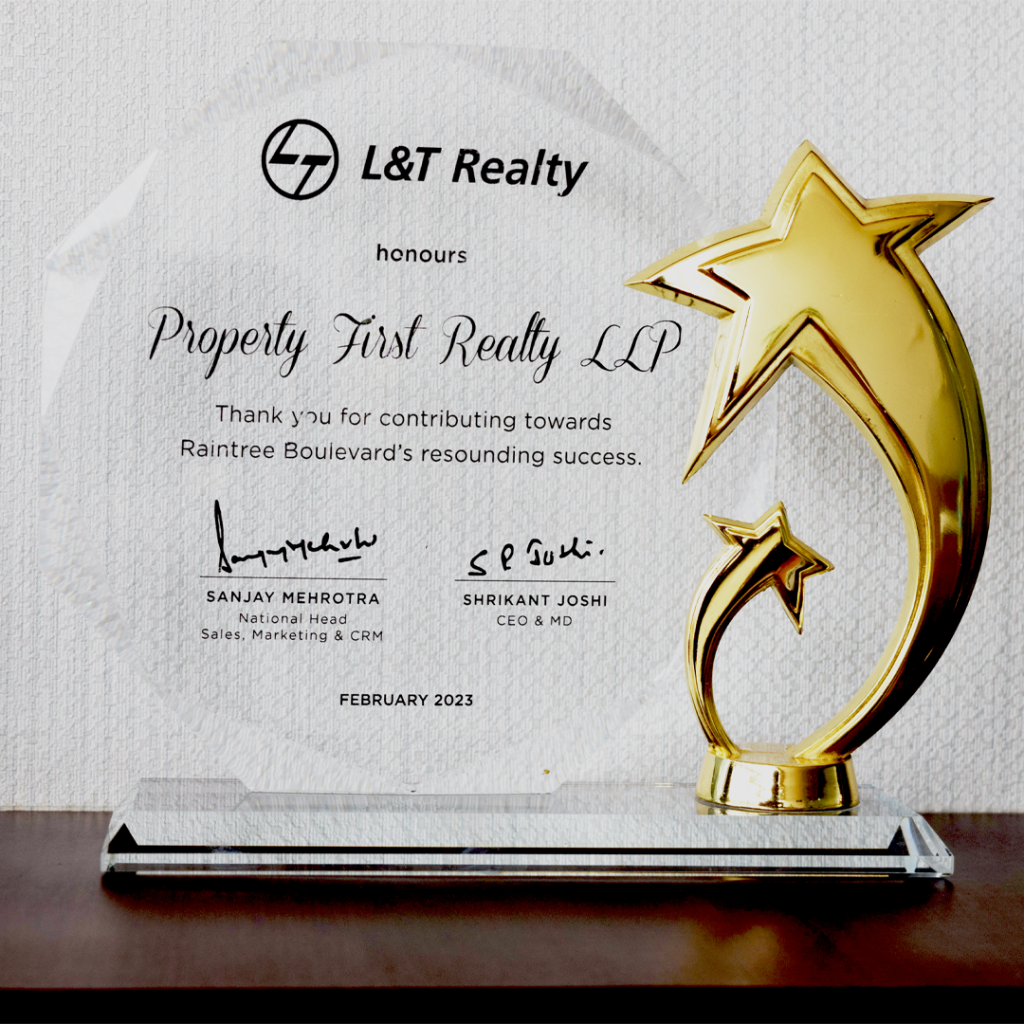 LT L&T Realty
honours
Property First Realty LLP
Thank you for contributing towards
Raintree Boulevard's resounding success.
Sanjay Mehrotra
S P Joshi.
SANJAY MEHROTRA
SHRIKANT JOSHI
National Head
CEO & MD
Sales, Marketing & CRM
FEBRUARY 2023